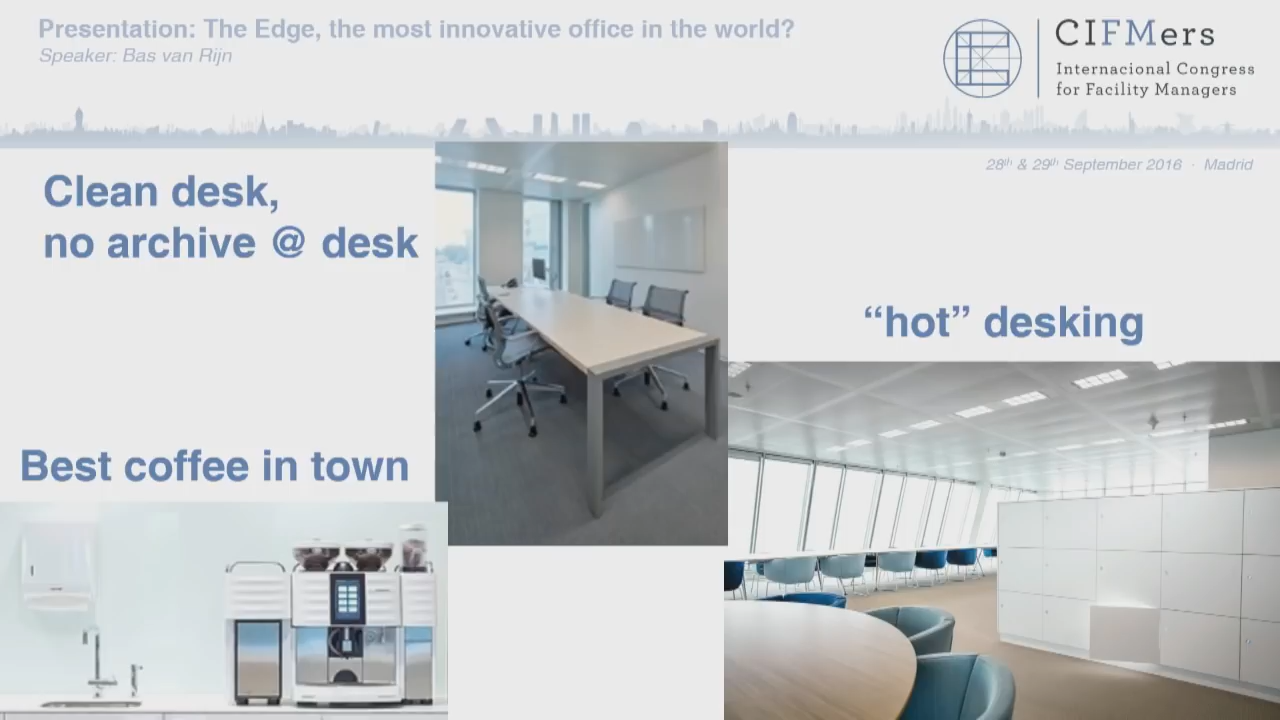 Presentation: The Edge, the most innovative office in the world?
Speaker: Bas van Rijn
CIFMers
Internacional Congress
for Facility Managers
28th & 29th September 2016 · Madrid
Clean desk,
no archive @ desk
“hot” desking
Best coffee in town